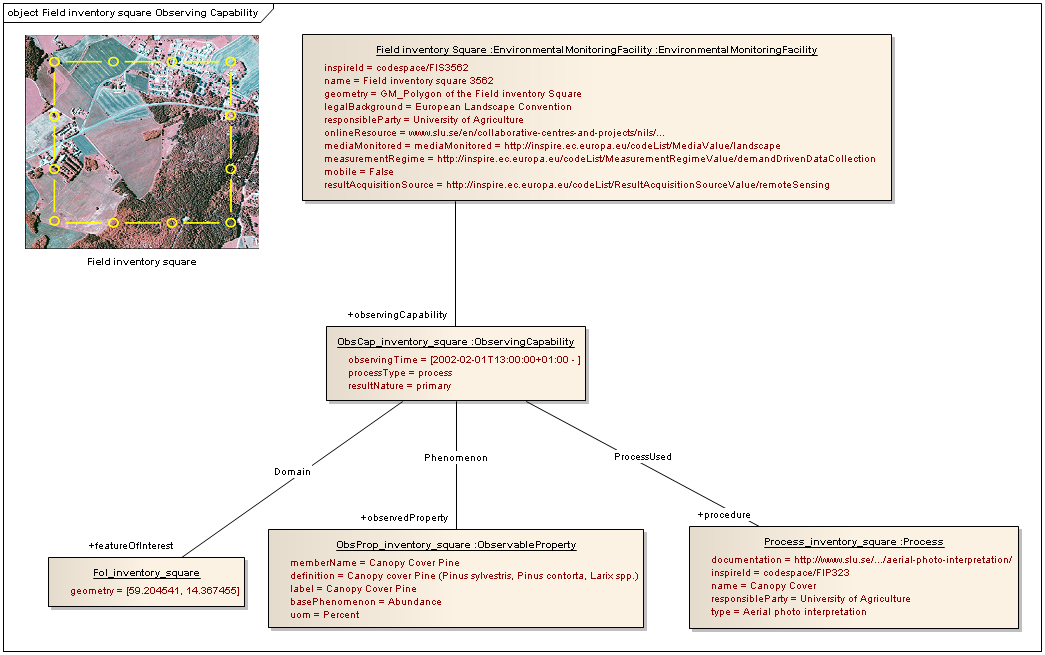 object Field inventory square Observing Capability
Field inventory square
Field inventory Square :EnvironmentalMonitoringFacility :EnvironmentalMonitoringFacility
inspireId = codespace/FIS3562
name = Field inventory square 3562
geometry = GM_Polygon of the Field inventory Square
legalBackground = European Landscape Convention
responsibleParty = University of Agriculture
onlineResource = www.slu.se/en/collaborative-centres-and-projects/nils/...
mediaMonitored = mediaMonitored = http://inspire.ec.europa.eu/codeList/MediaValue/landscape
measurementRegime = http://inspire.ec.europa.eu/codeList/MeasurementRegimeValue/demandDrivenDataCollection
mobile = False
resultAcquisitionSource = http://inspire.ec.europa.eu/codeList/ResultAcquisitionSourceValue/remoteSensing
+observingCapability
ObsCap_inventory_square :ObservingCapability
observingTime = [2002-02-01T13:00:00+01:00 - ]
processType = process
resultNature = primary
Domain
Phenomenon
ProcessUsed
+featureOfInterest
FoI_inventory_square
geometry = [59.204541, 14.367455]
+observedProperty
ObsProp_inventory_square :ObservableProperty
memberName = Canopy Cover Pine
definition = Canopy cover Pine (Pinus sylvestris, Pinus contorta, Larix spp.)
label = Canopy Cover Pine
basePhenomenon = Abundance
uom = Percent
+procedure
Process_inventory_square :Process
documentation = http://www.slu.se/.../aerial-photo-interpretation/
inspireId = codespace/FIP323
name = Canopy Cover
responsibleParty = University of Agriculture
type = Aerial photo interpretation